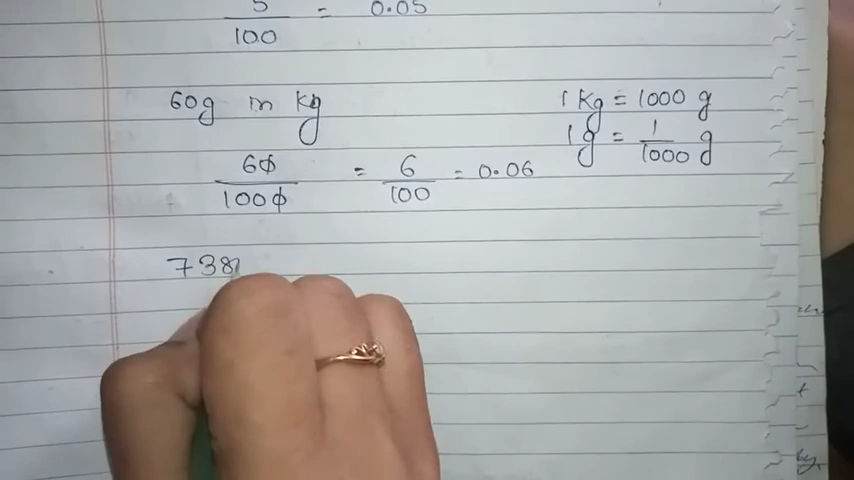 5/100 = 0.05
60g in kg
1 Kg = 1000 g
1 g = 1/1000 g
60/1000 = 6/100 = 0.06
738